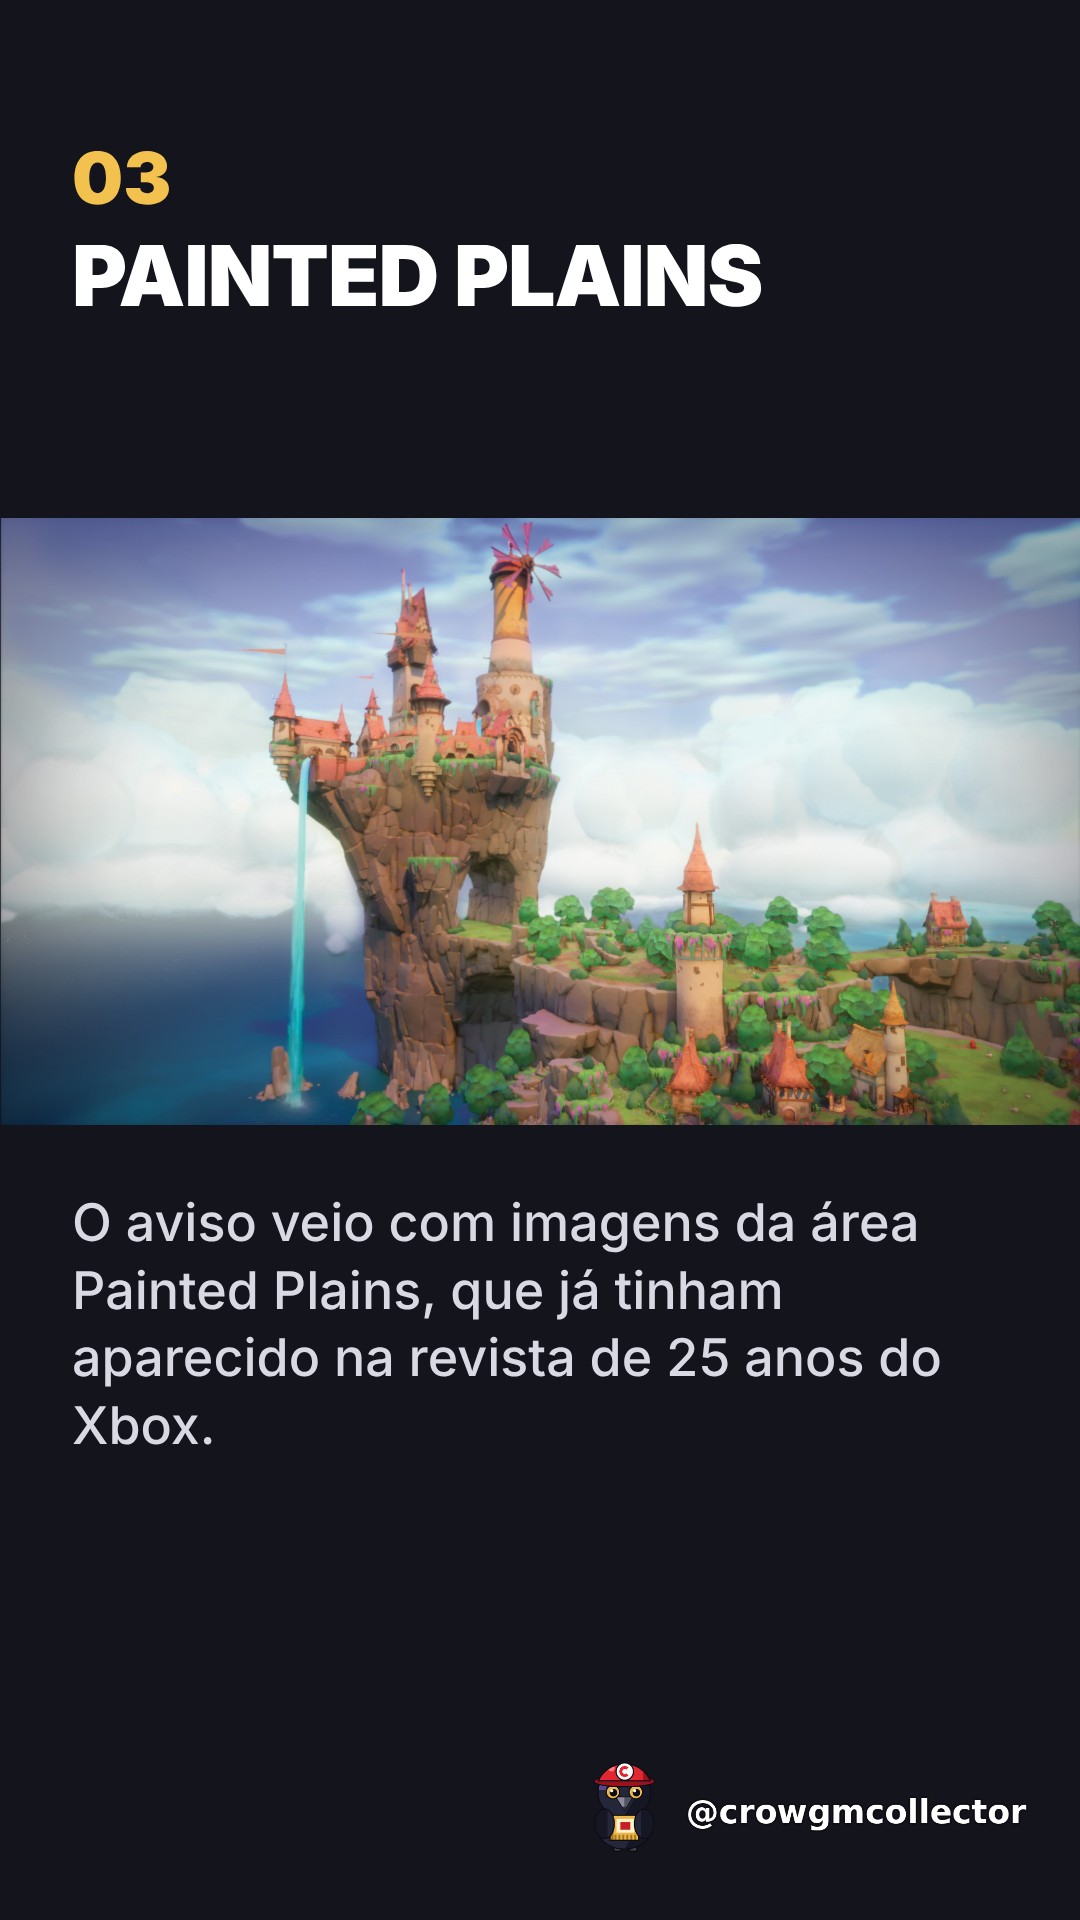 03
PAINTED PLAINS
O aviso veio com imagens da área
Painted Plains, que já tinham
aparecido na revista de 25 anos do
Xbox.
C
@crowgmcollector